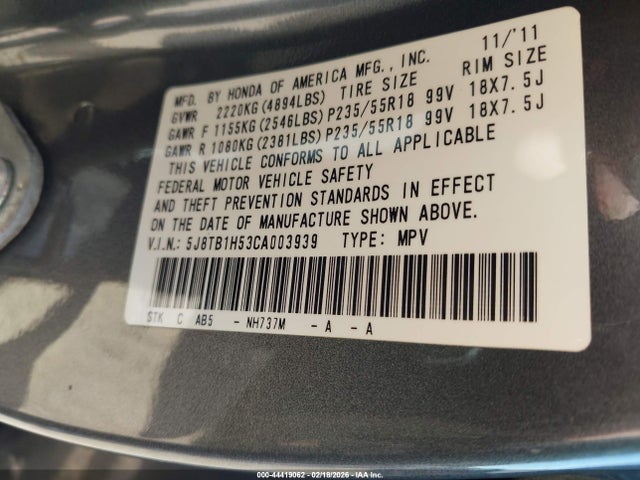 MFD. BY HONDA OF AMERICA MFG., INC. 11/'11
GVWR 2220KG(4894LBS) TIRE SIZE RIM SIZE
GAWR F 1155KG(2546LBS) P235/55R18 99V 18X7.5J
GAWR R 1080KG(2381LBS) P235/55R18 99V 18X7.5J
THIS VEHICLE CONFORMS TO ALL APPLICABLE
FEDERAL MOTOR VEHICLE SAFETY
AND THEFT PREVENTION STANDARDS IN EFFECT
ON THE DATE OF MANUFACTURE SHOWN ABOVE.
V.I.N.: 5J8TB1H53CA003939 TYPE: MPV
STK C AB5 - NH737M - A - A
000-44419062 - 02/18/2026 - IAA Inc.